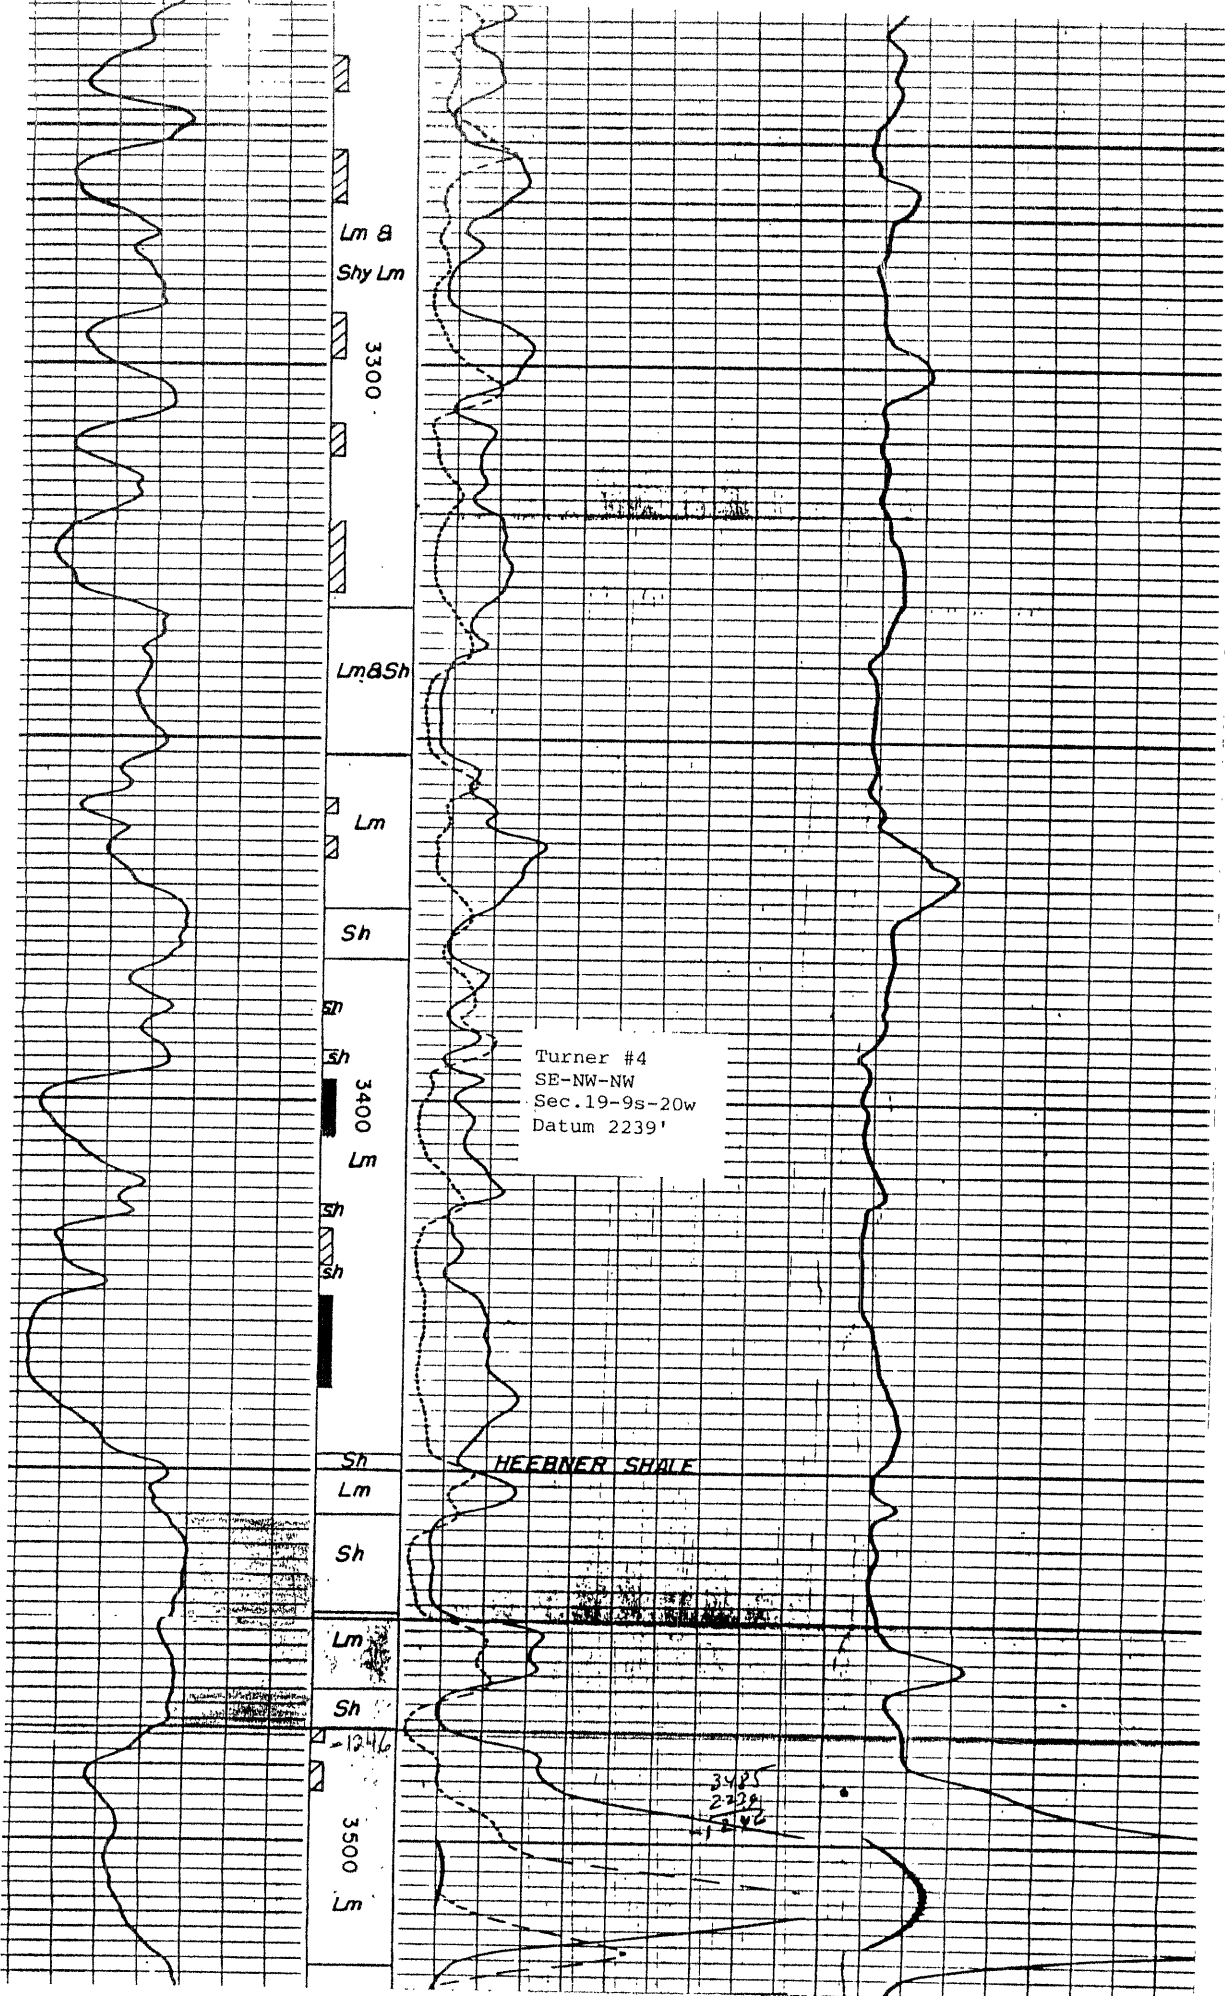 Lm &
Shy Lm
3300
Lm&Sh
Lm
Sh
sh
sh
3400
Lm
sh
sh
Turner #4
SE-NW-NW
Sec.19-9s-20w
Datum 2239'
Sh
HEEBNER SHALE
Lm
Sh
Lm
Sh
-1246
3485
2239
-1246
3500
Lm